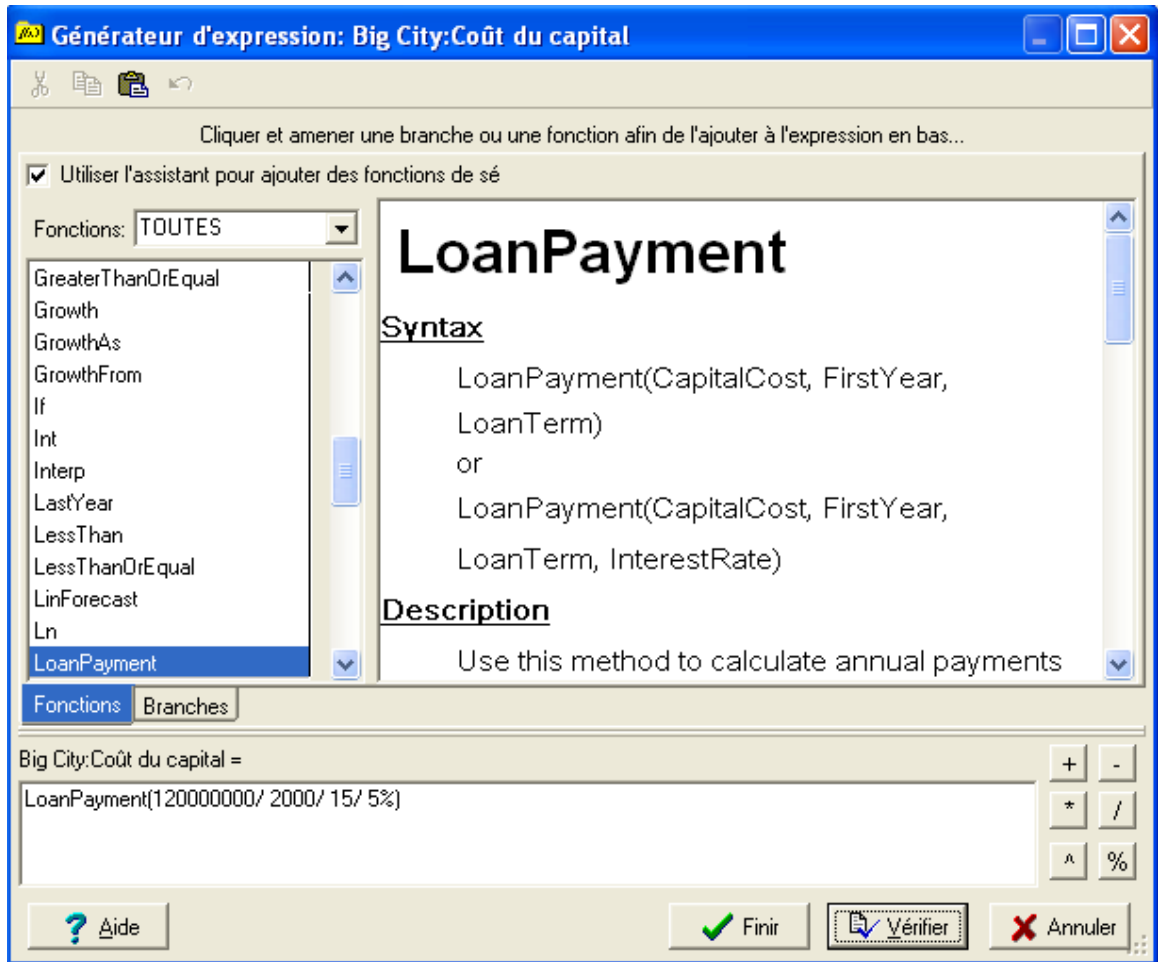 Générateur d'expression: Big City:Coût du capital
Cliquer et amener une branche ou une fonction afin de l'ajouter à l'expression en bas...
Utiliser l'assistant pour ajouter des fonctions de sé
Fonctions: TOUTES
GreaterThanOrEqual
Growth
GrowthAs
GrowthFrom
If
Int
Interp
LastYear
LessThan
LessThanOrEqual
LinForecast
Ln
LoanPayment
LoanPayment
Syntax
LoanPayment(CapitalCost, FirstYear,
LoanTerm)
or
LoanPayment(CapitalCost, FirstYear,
LoanTerm, InterestRate)
Description
Use this method to calculate annual payments
Fonctions Branches
Big City:Coût du capital =
+ -
LoanPayment(120000000/ 2000/ 15/ 5%)
* /
^ %
? Aide Finir Vérifier Annuler